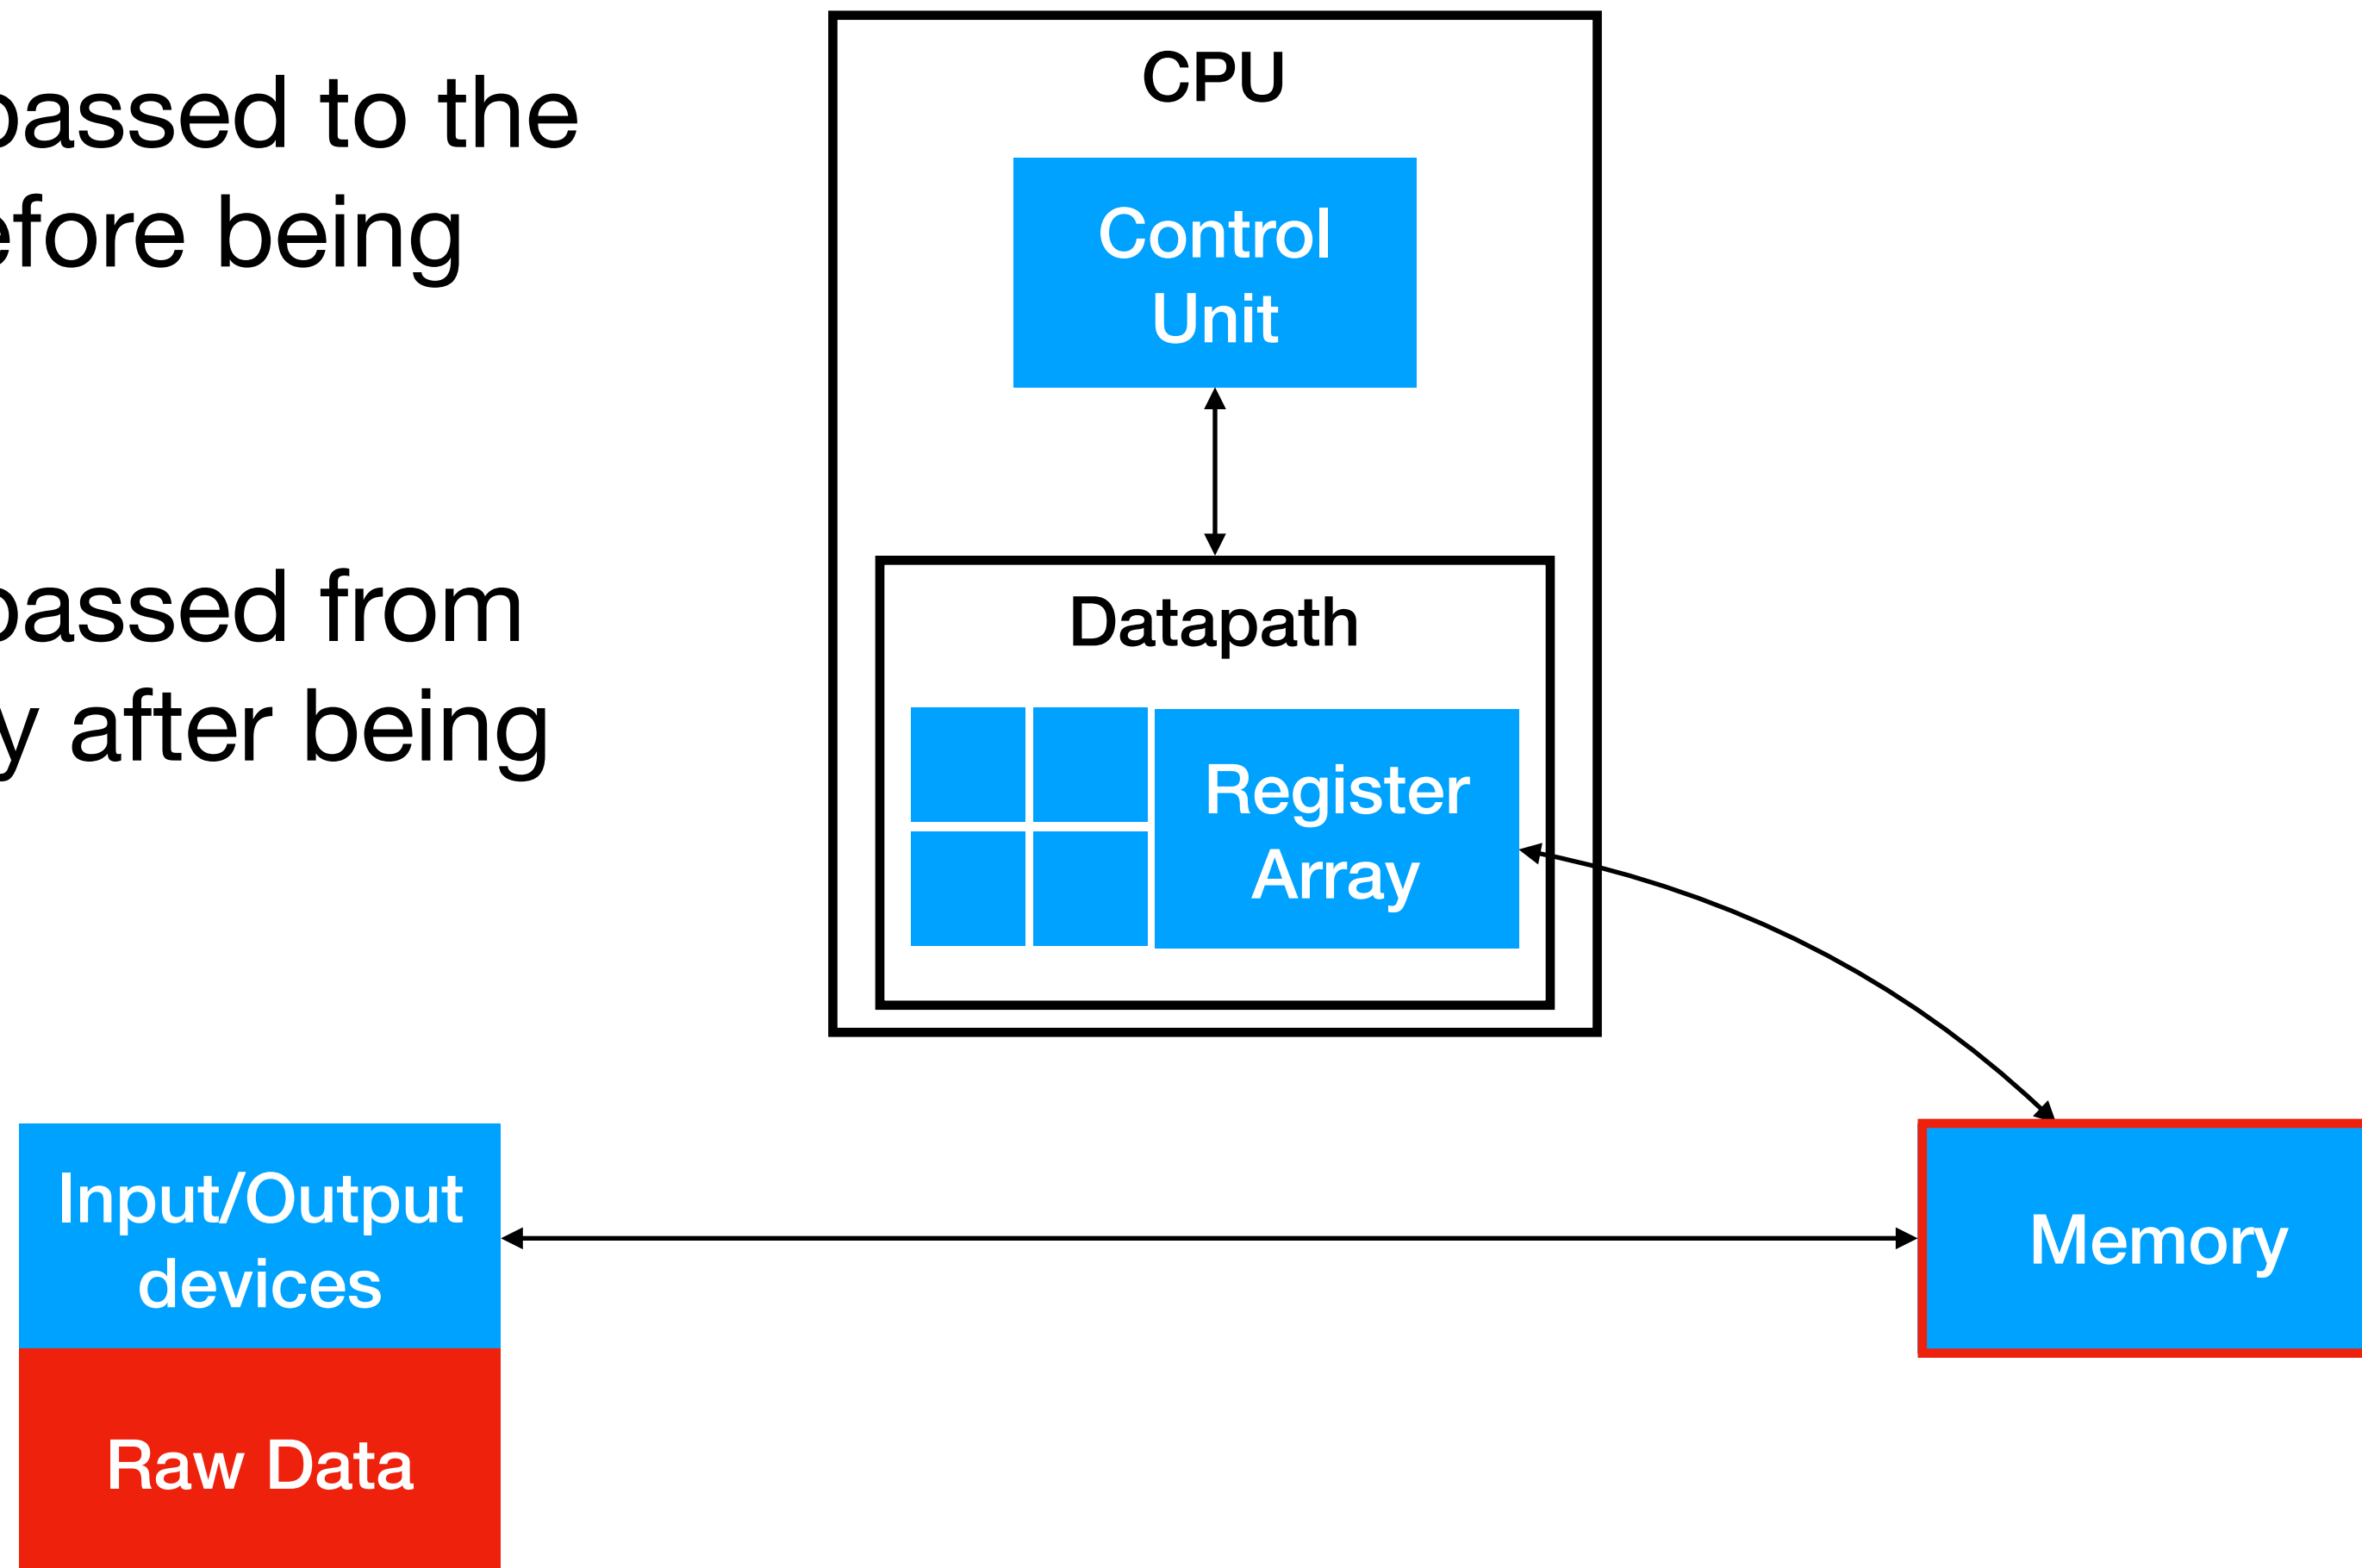 passed to the
efore being
passed from
y after being
CPU
Control
Unit
Datapath
Register
Array
Input/Output
devices
Memory
Raw Data